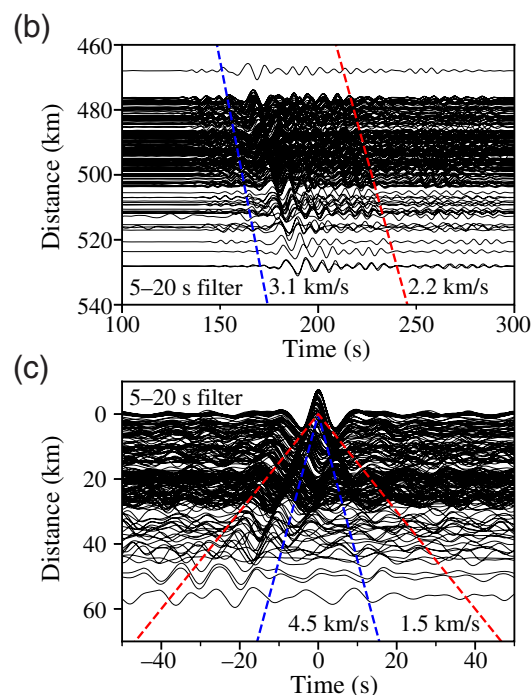 (b)
460
480
500
520
540
Distance (km)
5–20 s filter
3.1 km/s
2.2 km/s
100
150
200
250
300
Time (s)
(c)
5–20 s filter
0
20
40
60
Distance (km)
4.5 km/s
1.5 km/s
−40
−20
0
20
40
Time (s)